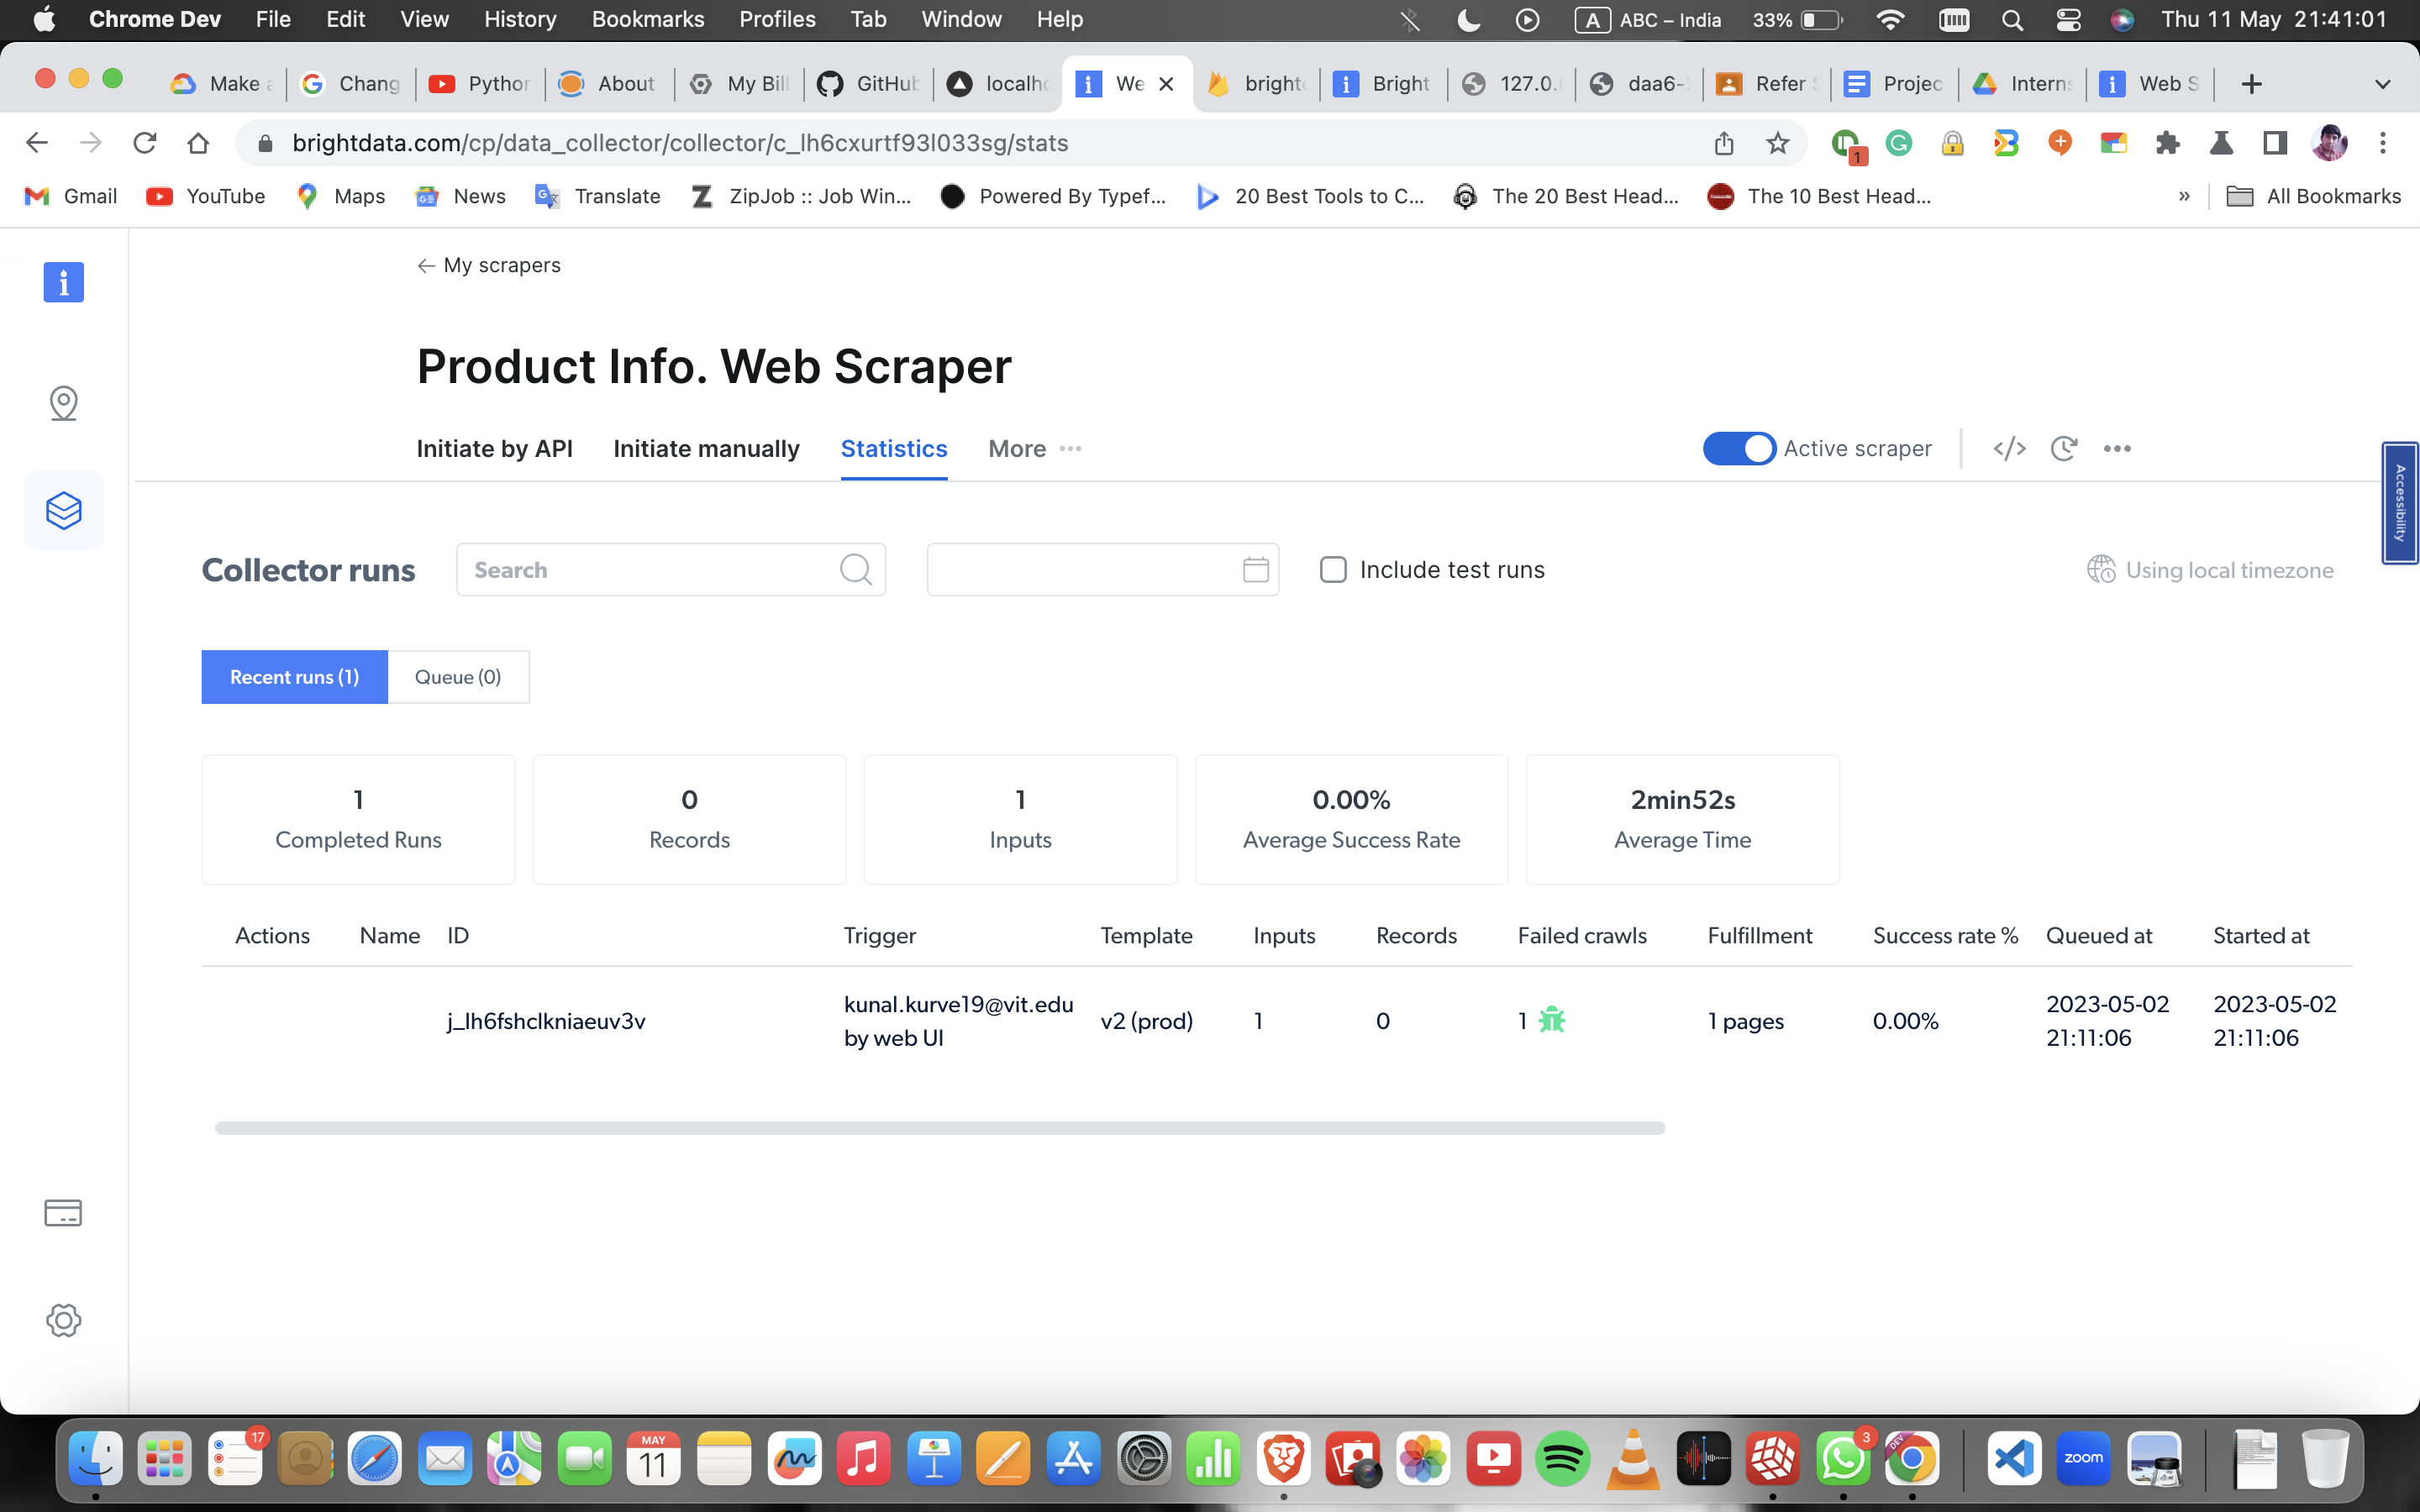 Chrome Dev File Edit View History Bookmarks Profiles Tab Window Help A ABC – India 33% Thu 11 May 21:41:01
Make Chang Python About My Bill GitHub localho We brighto Bright 127.0. daa6- Refer Projec Interns Web S
brightdata.com/cp/data_collector/collector/c_lh6cxurtf93l033sg/stats
1
Gmail YouTube Maps News Translate ZipJob :: Job Win... Powered By Typef... 20 Best Tools to C... The 20 Best Head... The 10 Best Head... » All Bookmarks
← My scrapers
Product Info. Web Scraper
Initiate by API Initiate manually Statistics More ••• Active scraper </> •••
Accessibility
Collector runs Search Include test runs Using local timezone
Recent runs (1) Queue (0)
1 0 1 0.00% 2min52s
Completed Runs Records Inputs Average Success Rate Average Time
Actions Name ID Trigger Template Inputs Records Failed crawls Fulfillment Success rate % Queued at Started at
kunal.kurve19@vit.edu 2023-05-02 2023-05-02
j_lh6fshclkniaeuv3v v2 (prod) 1 0 1 1 pages 0.00%
by web UI 21:11:06 21:11:06
17 MAY 3 DEV
11 zoom